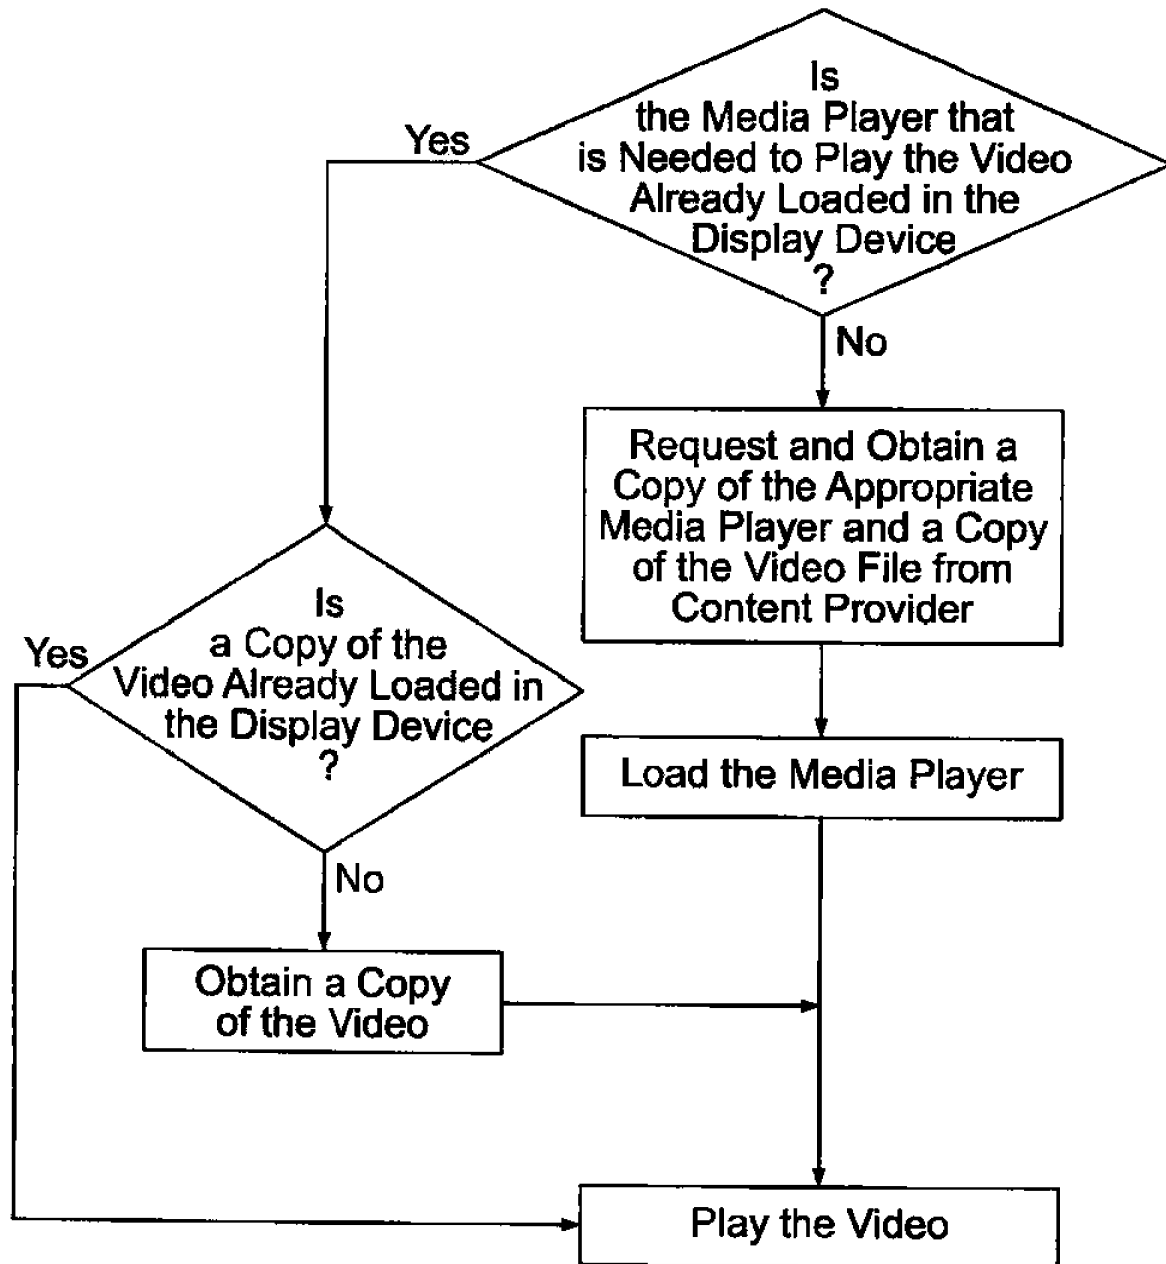 Is
the Media Player that
is Needed to Play the Video
Already Loaded in the
Display Device
?
Yes
No
Request and Obtain a
Copy of the Appropriate
Media Player and a Copy
of the Video File from
Content Provider
Is
a Copy of the
Video Already Loaded in
the Display Device
?
Yes
No
Load the Media Player
Obtain a Copy
of the Video
Play the Video